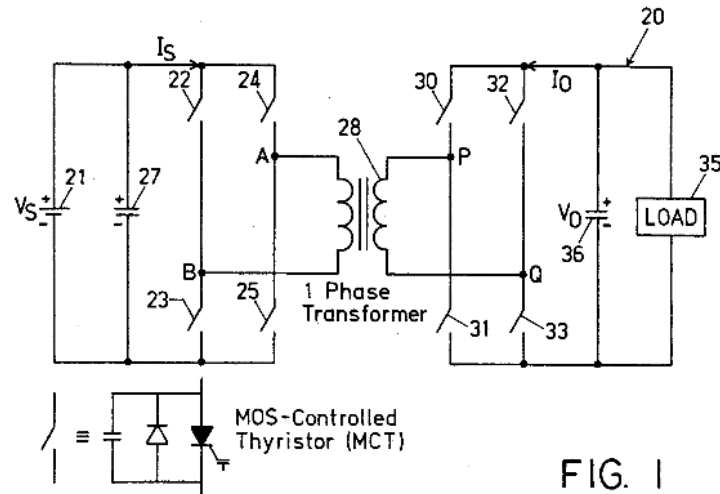 20
I_S
I_O
22
24
30
32
28
35
A
P
V_S
+
-
21
+
-
27
V_O
+
-
36
LOAD
B
Q
23
25
1 Phase
Transformer
31
33
≡
MOS-Controlled
Thyristor (MCT)
FIG. 1